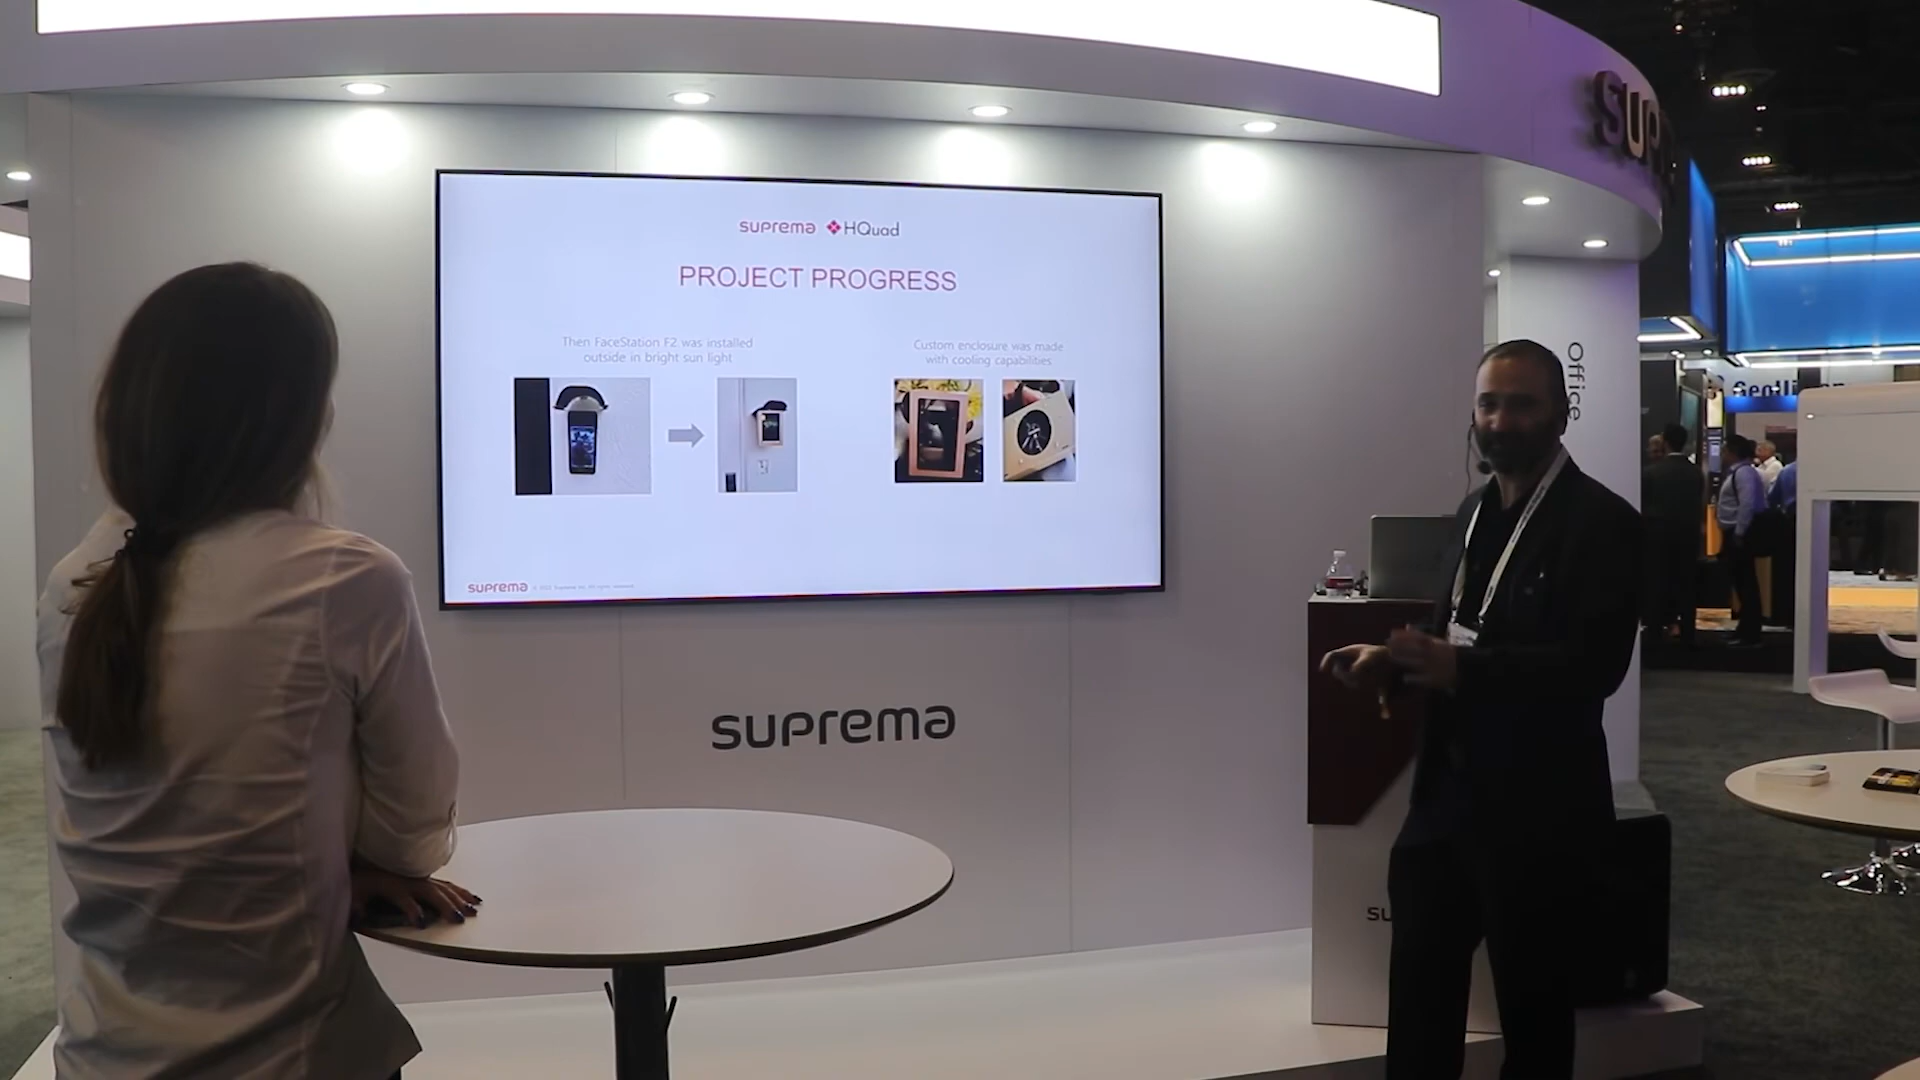 suprema HQuad
PROJECT PROGRESS
Then FaceStation F2 was installed
outside in bright sun light
Custom enclosure was made
with cooling capabilities
suprema
suprema
SUP
Office
su